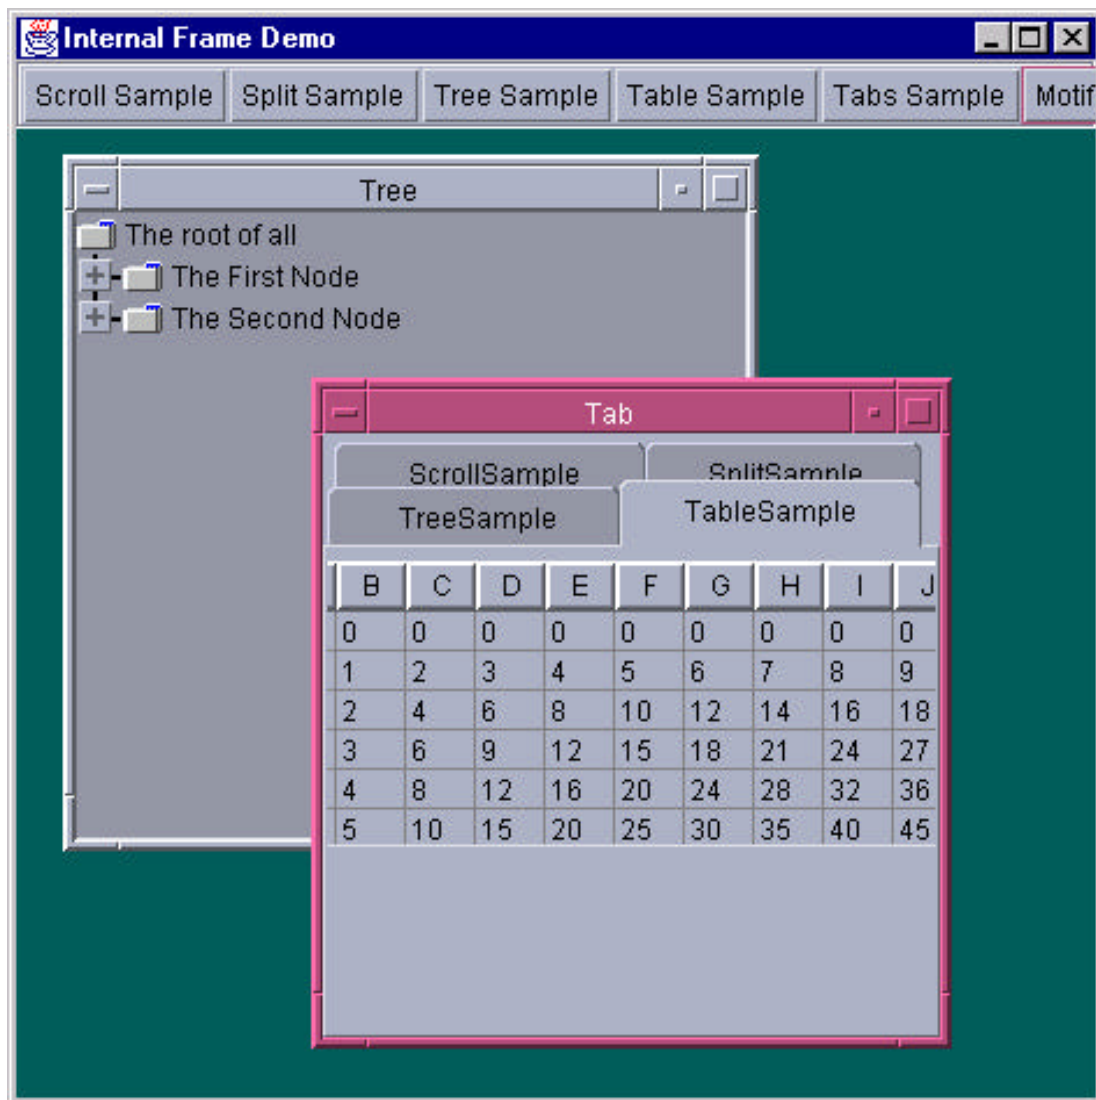 Internal Frame Demo
Scroll Sample Split Sample Tree Sample Table Sample Tabs Sample Motif
Tree
The root of all
The First Node
The Second Node
Tab
ScrollSample SplitSample
TreeSample TableSample
B C D E F G H I J
0 0 0 0 0 0 0 0 0
1 2 3 4 5 6 7 8 9
2 4 6 8 10 12 14 16 18
3 6 9 12 15 18 21 24 27
4 8 12 16 20 24 28 32 36
5 10 15 20 25 30 35 40 45